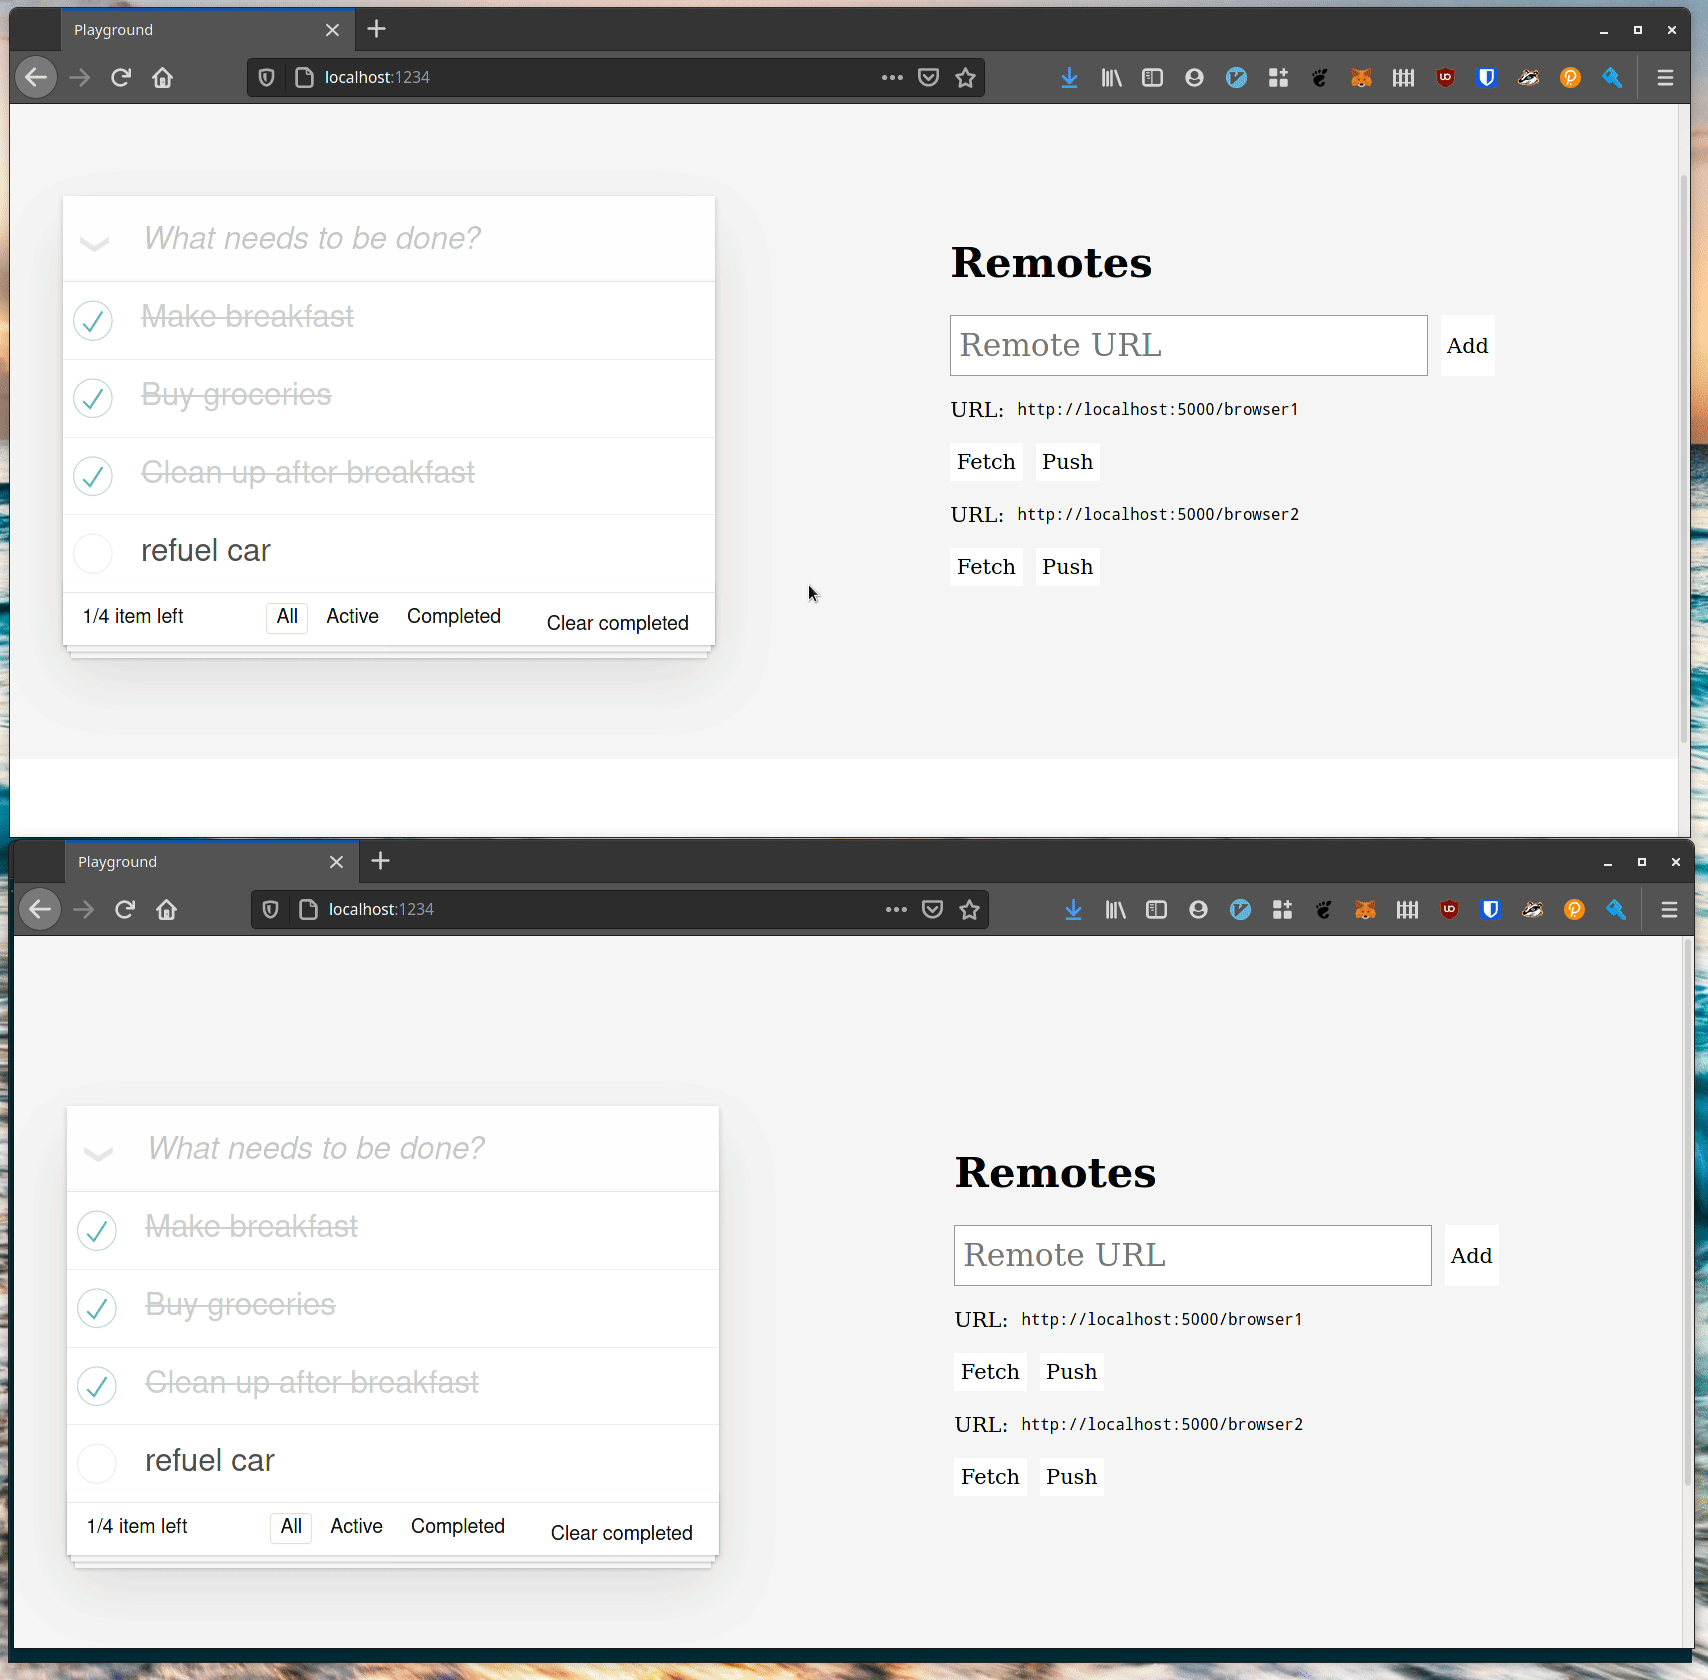 Playground
localhost:1234
What needs to be done?
Make breakfast
Buy groceries
Clean up after breakfast
refuel car
1/4 item left All Active Completed Clear completed
Remotes
Remote URL Add
URL: http://localhost:5000/browser1
Fetch Push
URL: http://localhost:5000/browser2
Fetch Push
Playground
localhost:1234
What needs to be done?
Make breakfast
Buy groceries
Clean up after breakfast
refuel car
1/4 item left All Active Completed Clear completed
Remotes
Remote URL Add
URL: http://localhost:5000/browser1
Fetch Push
URL: http://localhost:5000/browser2
Fetch Push